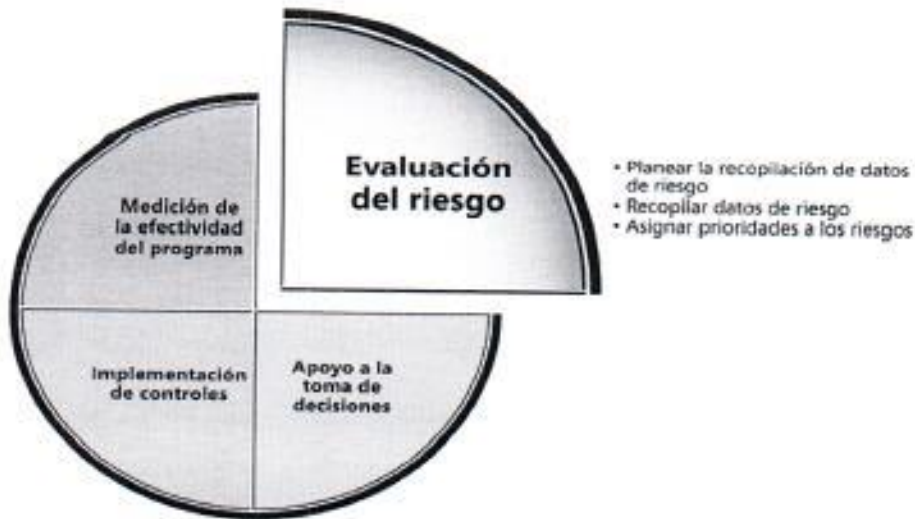 Evaluación
del riesgo
• Planear la recopilación de datos
de riesgo
• Recopilar datos de riesgo
• Asignar prioridades a los riesgos
Medición de
la efectividad
del programa
Implementación
de controles
Apoyo a la
toma de
decisiones